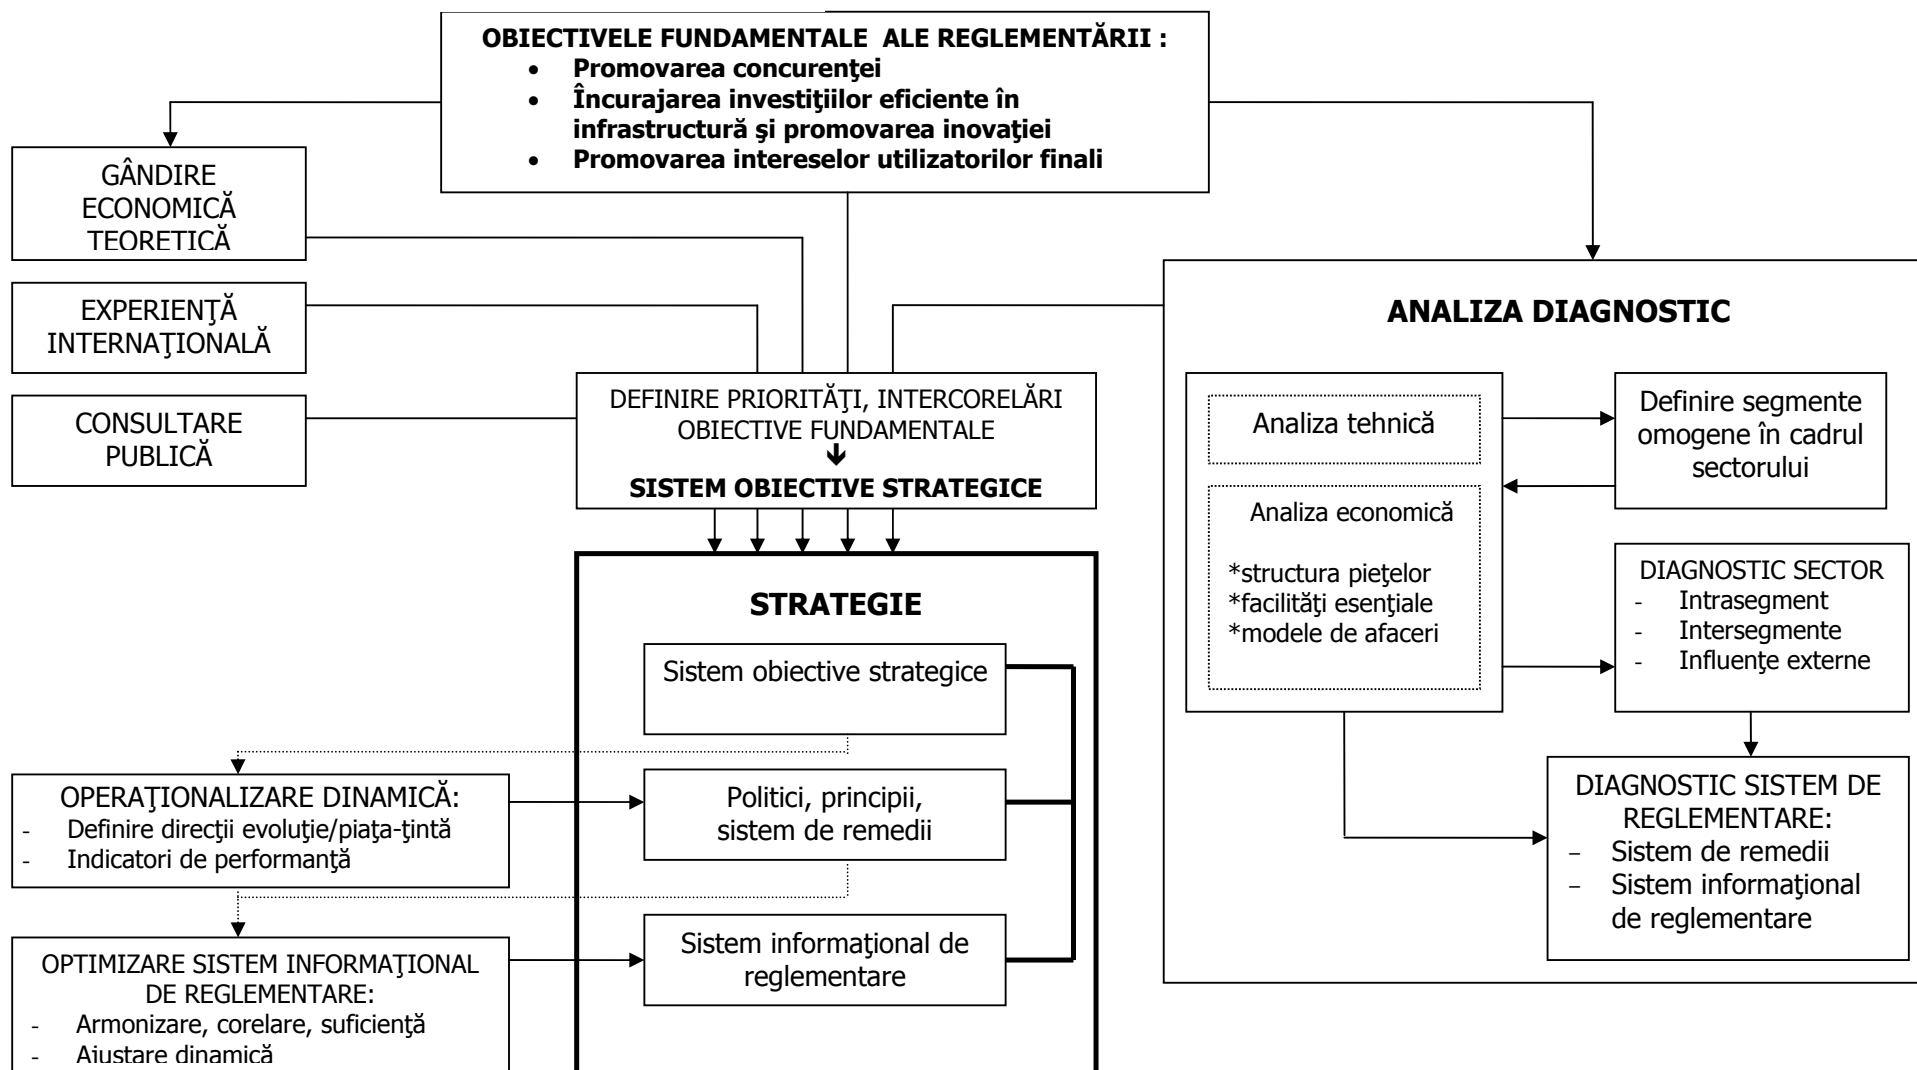 OBIECTIVELE FUNDAMENTALE ALE REGLEMENTĂRII :
• Promovarea concurenţei
• Încurajarea investiţiilor eficiente în
infrastructură şi promovarea inovaţiei
• Promovarea intereselor utilizatorilor finali
GÂNDIRE
ECONOMICĂ
TEORETICĂ
EXPERIENŢĂ
INTERNAŢIONALĂ
CONSULTARE
PUBLICĂ
DEFINIRE PRIORITĂŢI, INTERCORELĂRI
OBIECTIVE FUNDAMENTALE
SISTEM OBIECTIVE STRATEGICE
STRATEGIE
Sistem obiective strategice
Politici, principii,
sistem de remedii
Sistem informaţional de
reglementare
OPERAŢIONALIZARE DINAMICĂ:
- Definire direcţii evoluţie/piaţa-ţintă
- Indicatori de performanţă
OPTIMIZARE SISTEM INFORMAŢIONAL
DE REGLEMENTARE:
- Armonizare, corelare, suficienţă
- Ajustare dinamică
ANALIZA DIAGNOSTIC
Analiza tehnică
Analiza economică
*structura pieţelor
*facilităţi esenţiale
*modele de afaceri
Definire segmente
omogene în cadrul
sectorului
DIAGNOSTIC SECTOR
- Intrasegment
- Intersegmente
- Influenţe externe
DIAGNOSTIC SISTEM DE
REGLEMENTARE:
– Sistem de remedii
– Sistem informaţional
de reglementare